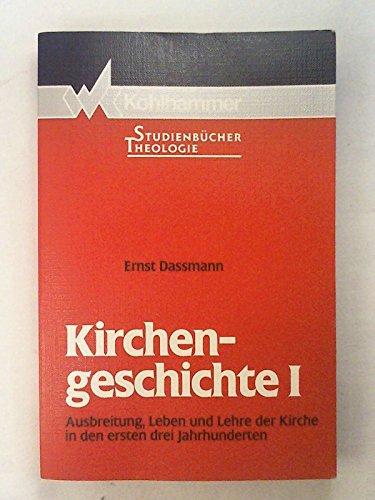 Kohlhammer
STUDIENBÜCHER
THEOLOGIE
Ernst Dassmann
Kirchen-
geschichte I
Ausbreitung, Leben und Lehre der Kirche
in den ersten drei Jahrhunderten